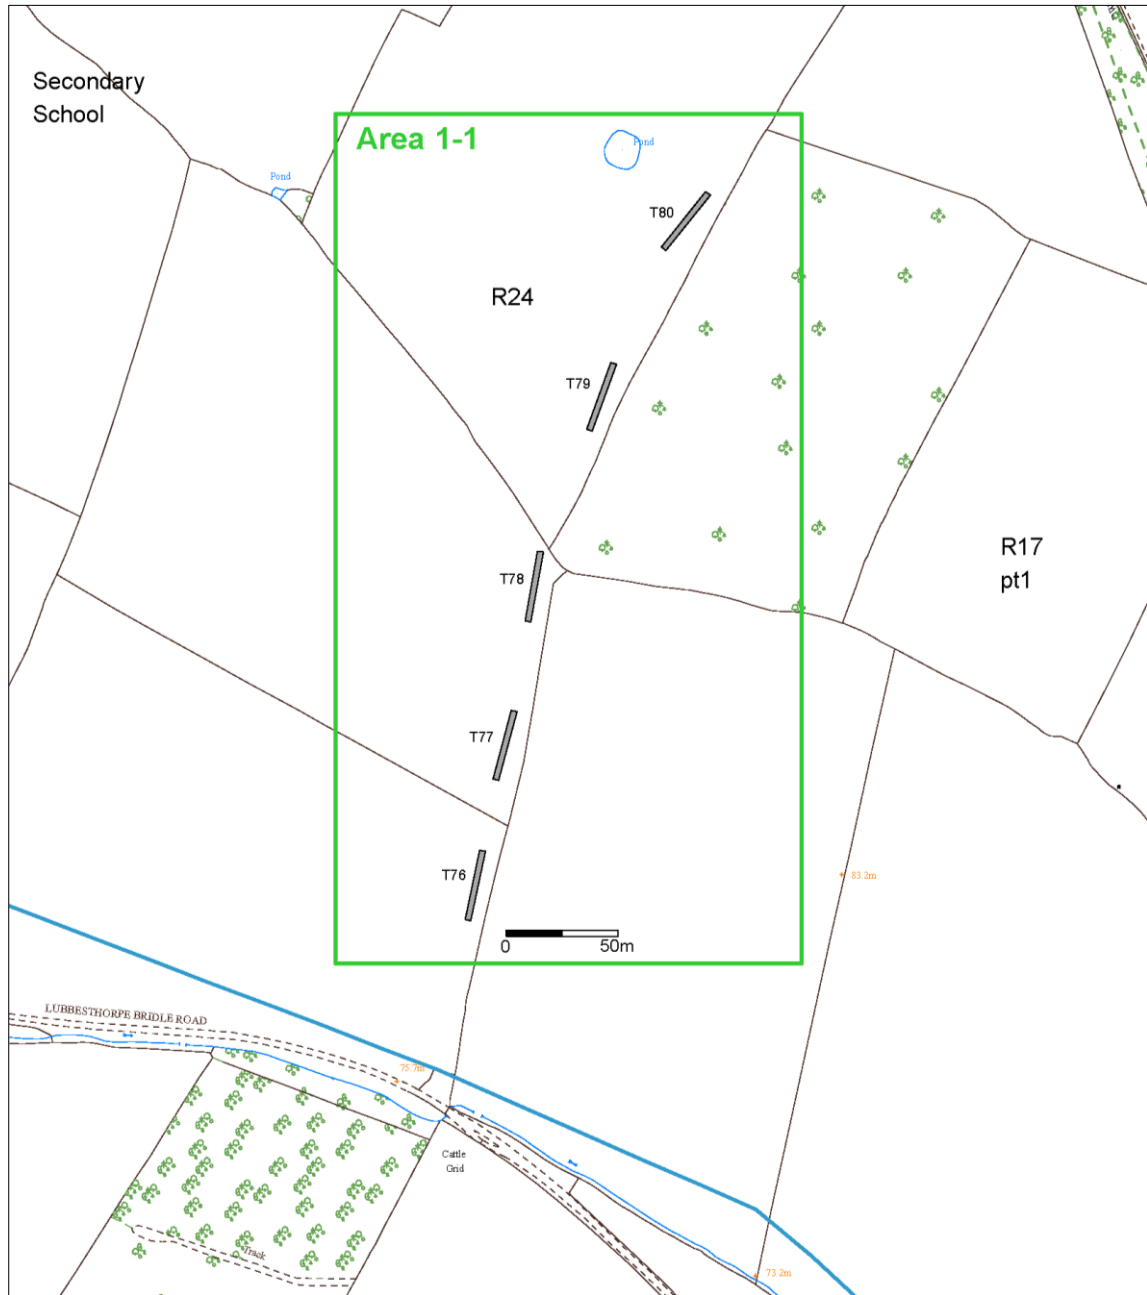 Secondary
School
Area 1-1
Pond
Pond
T80
R24
T79
R17
pt1
T78
T77
T76
83.2m
0 50m
LUBBESTHORPE BRIDLE ROAD
75.7m
Cattle
Grid
Track
73.2m